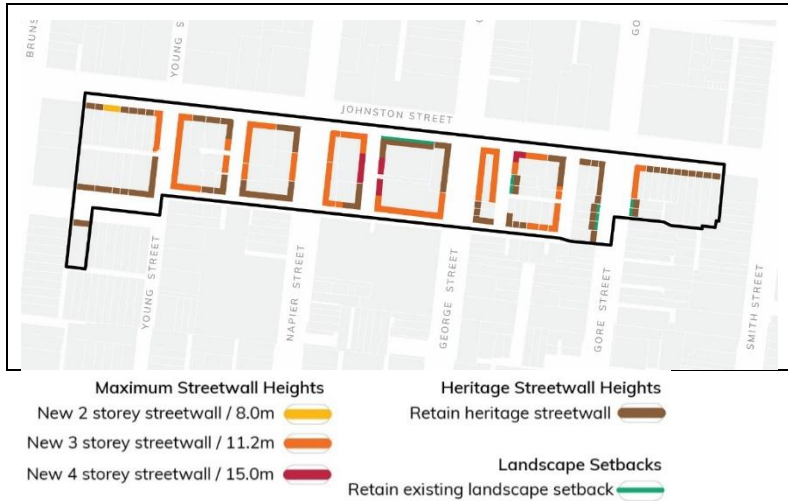 BRUNS
YOUNG S
GO
JOHNSTON STREET
YOUNG STREET
NAPIER STREET
GEORGE STREET
GORE STREET
SMITH STREET
Maximum Streetwall Heights
New 2 storey streetwall / 8.0m
New 3 storey streetwall / 11.2m
New 4 storey streetwall / 15.0m
Heritage Streetwall Heights
Retain heritage streetwall
Landscape Setbacks
Retain existing landscape setback